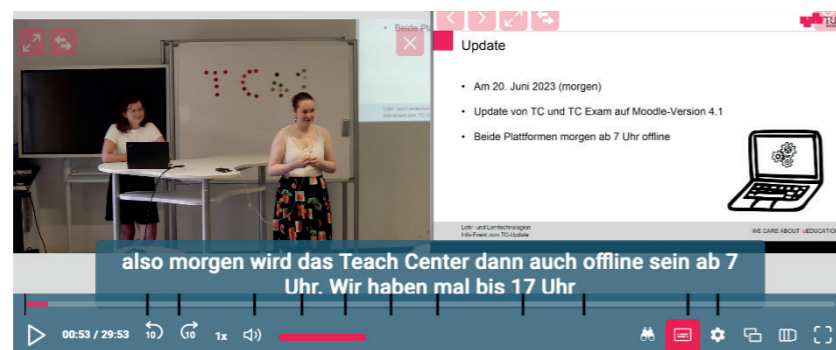 TC4.1
Update
• Am 20. Juni 2023 (morgen)
• Update von TC und TC Exam auf Moodle-Version 4.1
• Beide Plattformen morgen ab 7 Uhr offline
Lehr- und Lerntechnologien
Info-Event zum TC-Update
WE CARE ABOUT eEDUCATION
also morgen wird das Teach Center dann auch offline sein ab 7
Uhr. Wir haben mal bis 17 Uhr
00:53 / 29:53
10
10
1x